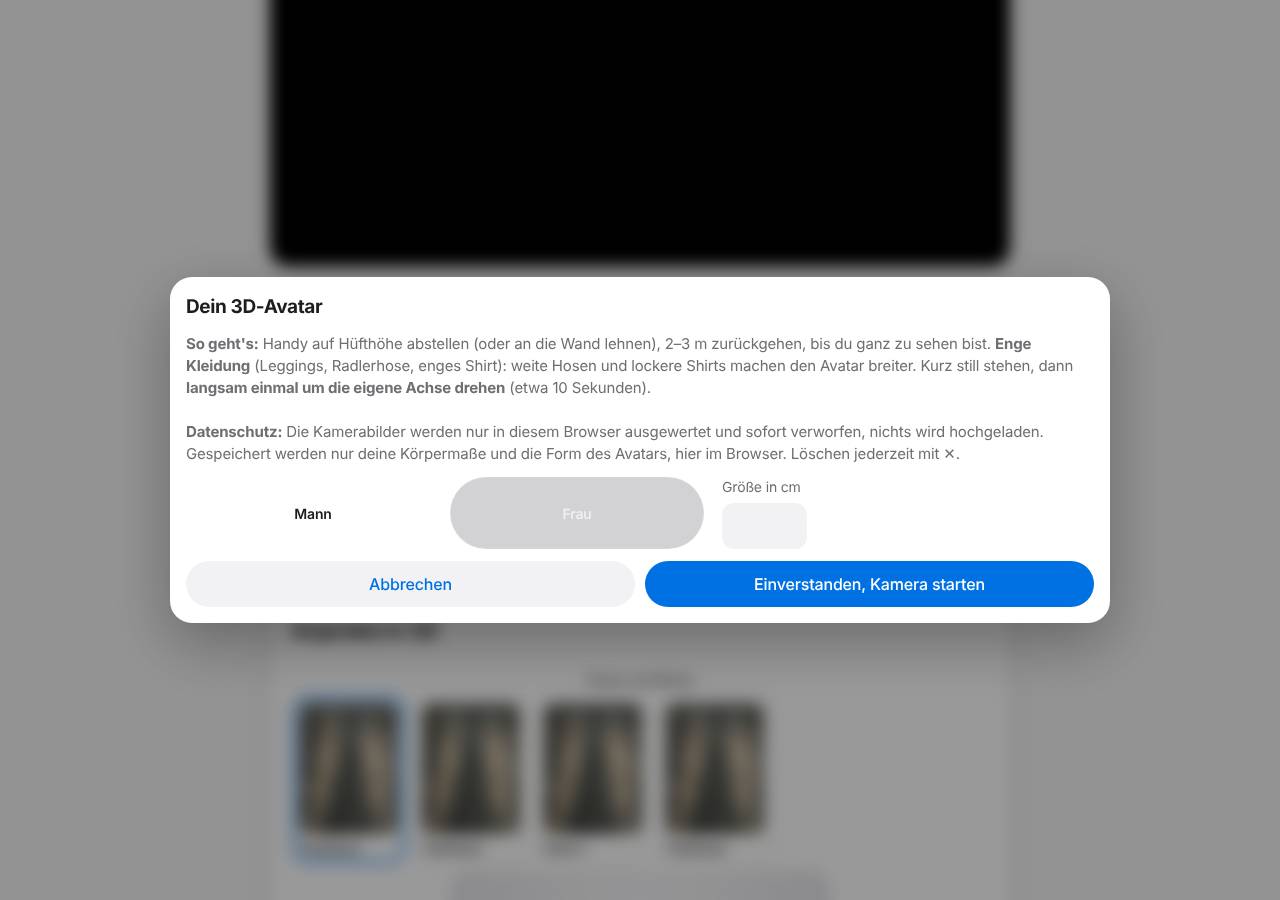 Dein 3D-Avatar
So geht's: Handy auf Hüfthöhe abstellen (oder an die Wand lehnen), 2–3 m zurückgehen, bis du ganz zu sehen bist. Enge
Kleidung (Leggings, Radlerhose, enges Shirt): weite Hosen und lockere Shirts machen den Avatar breiter. Kurz still stehen, dann
langsam einmal um die eigene Achse drehen (etwa 10 Sekunden).
Datenschutz: Die Kamerabilder werden nur in diesem Browser ausgewertet und sofort verworfen, nichts wird hochgeladen.
Gespeichert werden nur deine Körpermaße und die Form des Avatars, hier im Browser. Löschen jederzeit mit ✕.
Größe in cm
Mann
Frau
Abbrechen
Einverstanden, Kamera starten